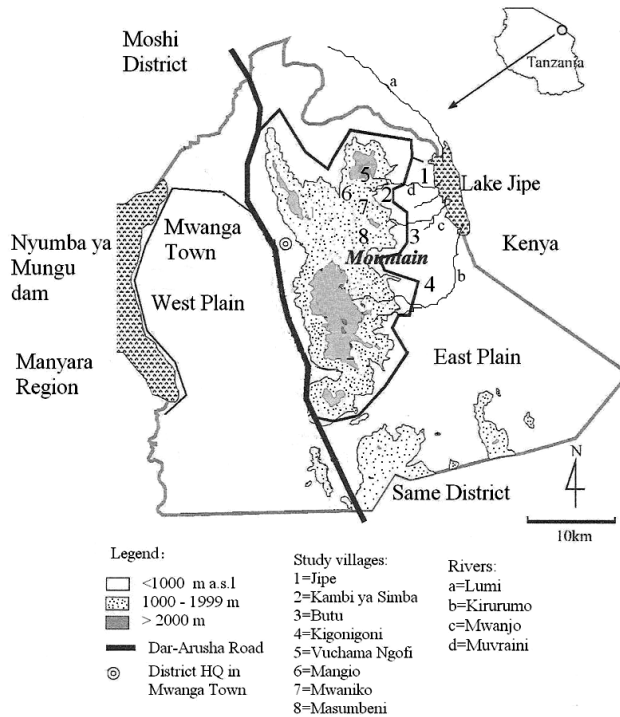 Moshi
District
Tanzania
a
Lake Jipe
1
5
d
2
6
7
c
3
c
8
Mountain
4
b
Kenya
Mwanga
Town
Nyumba ya
Mungu
dam
West Plain
Manyara
Region
East Plain
Same District
N
10km
Legend:
<1000 m a.s.l
1000 - 1999 m
> 2000 m
Dar-Arusha Road
District HQ in
Mwanga Town
Study villages:
1=Jipe
2=Kambi ya Simba
3=Butu
4=Kigonigoni
5=Vuchama Ngofi
6=Mangio
7=Mwaniko
8=Masumbeni
Rivers:
a=Lumi
b=Kirurumo
c=Mwanjo
d=Muvraini